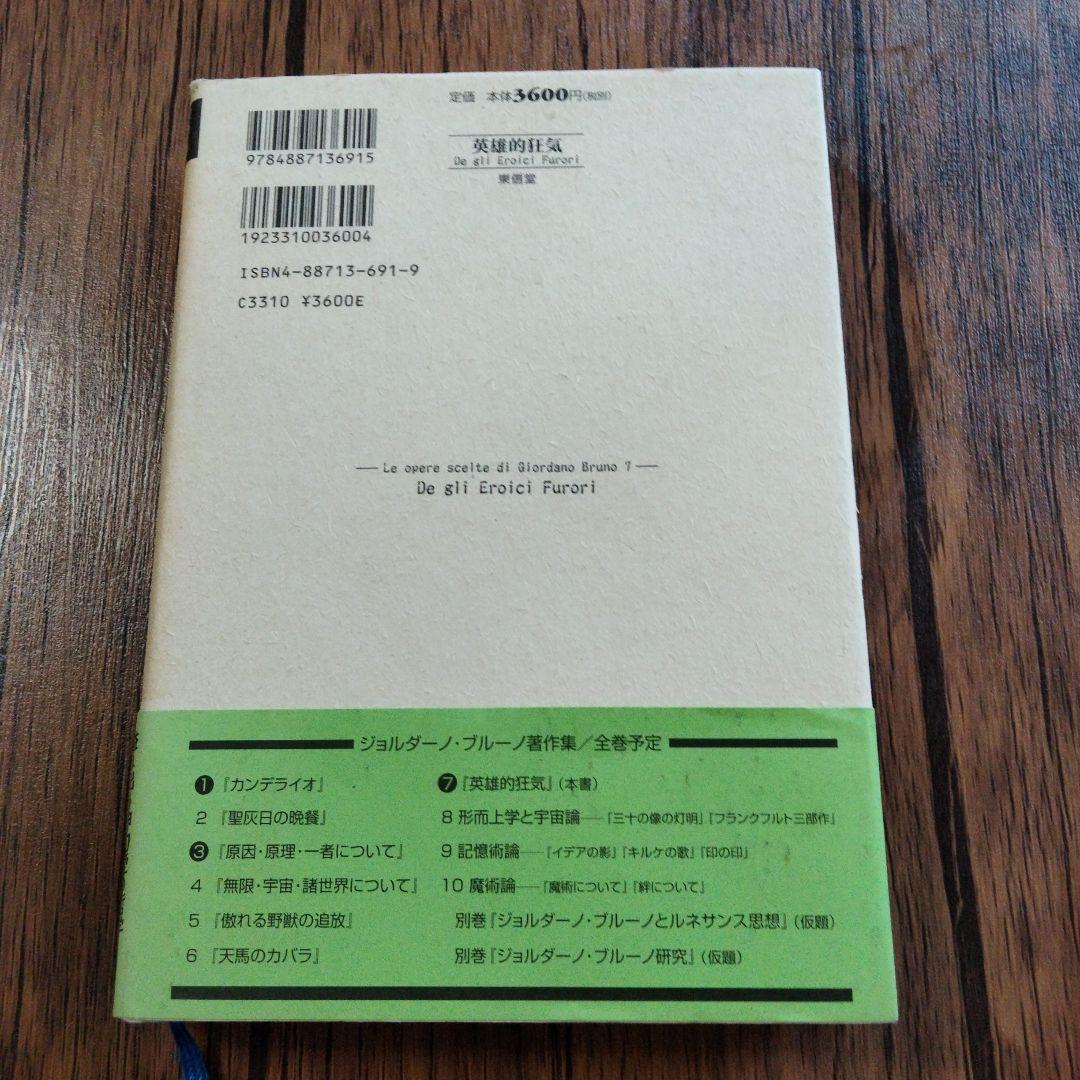 定価 本体3600円(税別)
9784887136915
英雄的狂気
De gli Eroici Furori
東信堂
1923310036004
ISBN4-88713-691-9
C3310 ¥3600E
Le opere scelte di Giordano Bruno 7
De gli Eroici Furori
ジョルダーノ・ブルーノ著作集/全巻予定
1『カンデライオ』
2『聖灰日の晩餐』
3『原因・原理・一者について』
4『無限・宇宙・諸世界について』
5『傲れる野獣の追放』
6『天馬のカバラ』
7『英雄的狂気』(本書)
8 形而上学と宇宙論──『三十の像の灯明』『フランクフルト三部作』
9 記憶術論──『イデアの影』『キルケの歌』『印の印』
10 魔術論──『魔術について』『絆について』
別巻『ジョルダーノ・ブルーノとルネサンス思想』(仮題)
別巻『ジョルダーノ・ブルーノ研究』(仮題)